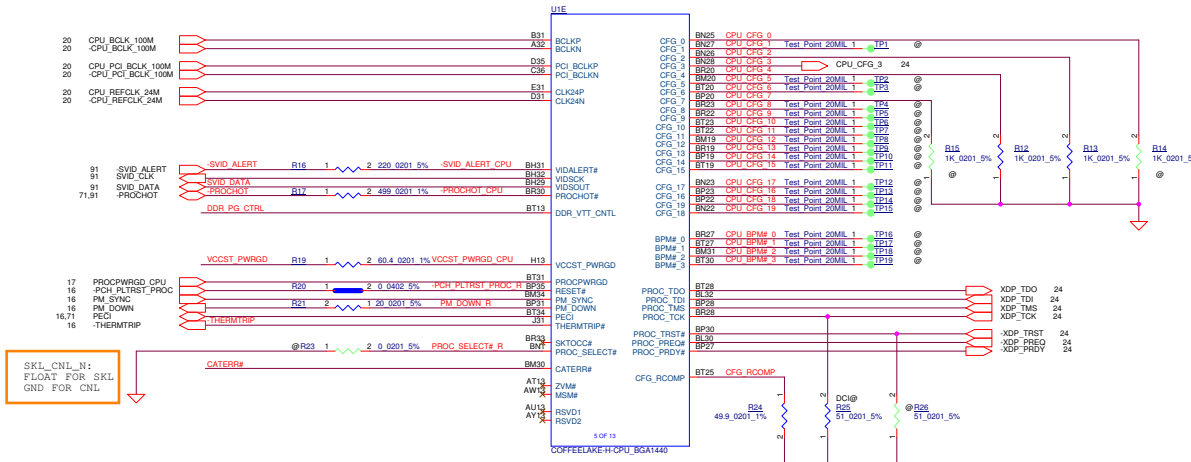 U1E
20 CPU_BCLK_100M B31 BCLKP
20 -CPU_BCLK_100M A32 BCLKN
20 CPU_PCI_BCLK_100M D35 PCI_BCLKP
20 -CPU_PCI_BCLK_100M C36 PCI_BCLKN
20 CPU_REFCLK_24M E31 CLK24P
20 -CPU_REFCLK_24M D31 CLK24N
91 -SVID_ALERT -SVID_ALERT R16 1 2 220_0201_5% -SVID_ALERT_CPU BH31 VIDALERT#
91 SVID_CLK BH32 VIDSCK
91 SVID_DATA SVID_DATA BH29 VIDSOUT
71,91 -PROCHOT -PROCHOT R17 1 2 499_0201_1% -PROCHOT_CPU BR30 PROCHOT#
DDR_PG_CTRL BT13 DDR_VTT_CNTL
VCCST_PWRGD R19 1 2 60.4_0201_1% VCCST_PWRGD_CPU H13 VCCST_PWRGD
17 PROCPWRGD_CPU BT31 PROCPWRGD
16 -PCH_PLTRST_PROC R20 1 2 0_0402_5% -PCH_PLTRST_PROC_R BP35 RESET#
16 PM_SYNC BM34 PM_SYNC
16 PM_DOWN R21 2 1 20_0201_5% PM_DOWN_R BP31 PM_DOWN
16,71 PECI BT34 PECI
16 -THERMTRIP -THERMTRIP J31 THERMTRIP#
BR33 SKTOCC#
@ R23 1 2 0_0201_5% PROC_SELECT#_R BN1 PROC_SELECT#
CATERR# BM30 CATERR#
AT13 ZVM#
AW13 MSM#
AU13 RSVD1
AY13 RSVD2
SKL_CNL_N:
FLOAT FOR SKL
GND FOR CNL
CFG_0 BN25 CPU_CFG_0
CFG_1 BN27 CPU_CFG_1 Test_Point_20MIL 1 TP1 @
CFG_2 BN26 CPU_CFG_2
CFG_3 BN28 CPU_CFG_3 CPU_CFG_3 24
CFG_4 BR20 CPU_CFG_4
CFG_5 BM20 CPU_CFG_5 Test_Point_20MIL 1 TP2 @
CFG_6 BT20 CPU_CFG_6 Test_Point_20MIL 1 TP3 @
CFG_7 BP20 CPU_CFG_7
CFG_8 BR23 CPU_CFG_8 Test_Point_20MIL 1 TP4 @
CFG_9 BR22 CPU_CFG_9 Test_Point_20MIL 1 TP5 @
CFG_10 BT23 CPU_CFG_10 Test_Point_20MIL 1 TP6 @
CFG_11 BT22 CPU_CFG_11 Test_Point_20MIL 1 TP7 @
CFG_12 BM19 CPU_CFG_12 Test_Point_20MIL 1 TP8 @
CFG_13 BR19 CPU_CFG_13 Test_Point_20MIL 1 TP9 @
CFG_14 BP19 CPU_CFG_14 Test_Point_20MIL 1 TP10 @
CFG_15 BT19 CPU_CFG_15 Test_Point_20MIL 1 TP11 @
CFG_17 BN23 CPU_CFG_17 Test_Point_20MIL 1 TP12 @
CFG_16 BP23 CPU_CFG_16 Test_Point_20MIL 1 TP13 @
CFG_19 BP22 CPU_CFG_18 Test_Point_20MIL 1 TP14 @
CFG_18 BN22 CPU_CFG_19 Test_Point_20MIL 1 TP15 @
2 2 2 2
R15 R12 R13 R14
1K_0201_5% 1K_0201_5% 1K_0201_5% 1K_0201_5%
@ @
1 1 1 1
BPM#_0 BR27 CPU_BPM#_0 Test_Point_20MIL 1 TP16 @
BPM#_1 BT27 CPU_BPM#_1 Test_Point_20MIL 1 TP17 @
BPM#_2 BM31 CPU_BPM#_2 Test_Point_20MIL 1 TP18 @
BPM#_3 BT30 CPU_BPM#_3 Test_Point_20MIL 1 TP19 @
PROC_TDO BT28 XDP_TDO 24
PROC_TDI BL32 XDP_TDI 24
PROC_TMS BP28 XDP_TMS 24
PROC_TCK BR28 XDP_TCK 24
PROC_TRST# BP30 -XDP_TRST 24
PROC_PREQ# BL30 -XDP_PREQ 24
PROC_PRDY# BP27 -XDP_PRDY 24
CFG_RCOMP BT25 CFG_RCOMP
1 2 2
DCI@
R24 R25 @ R26
49.9_0201_1% 51_0201_5% 51_0201_5%
2 1 1
5 OF 13
COFFEELAKE-H-CPU_BGA1440